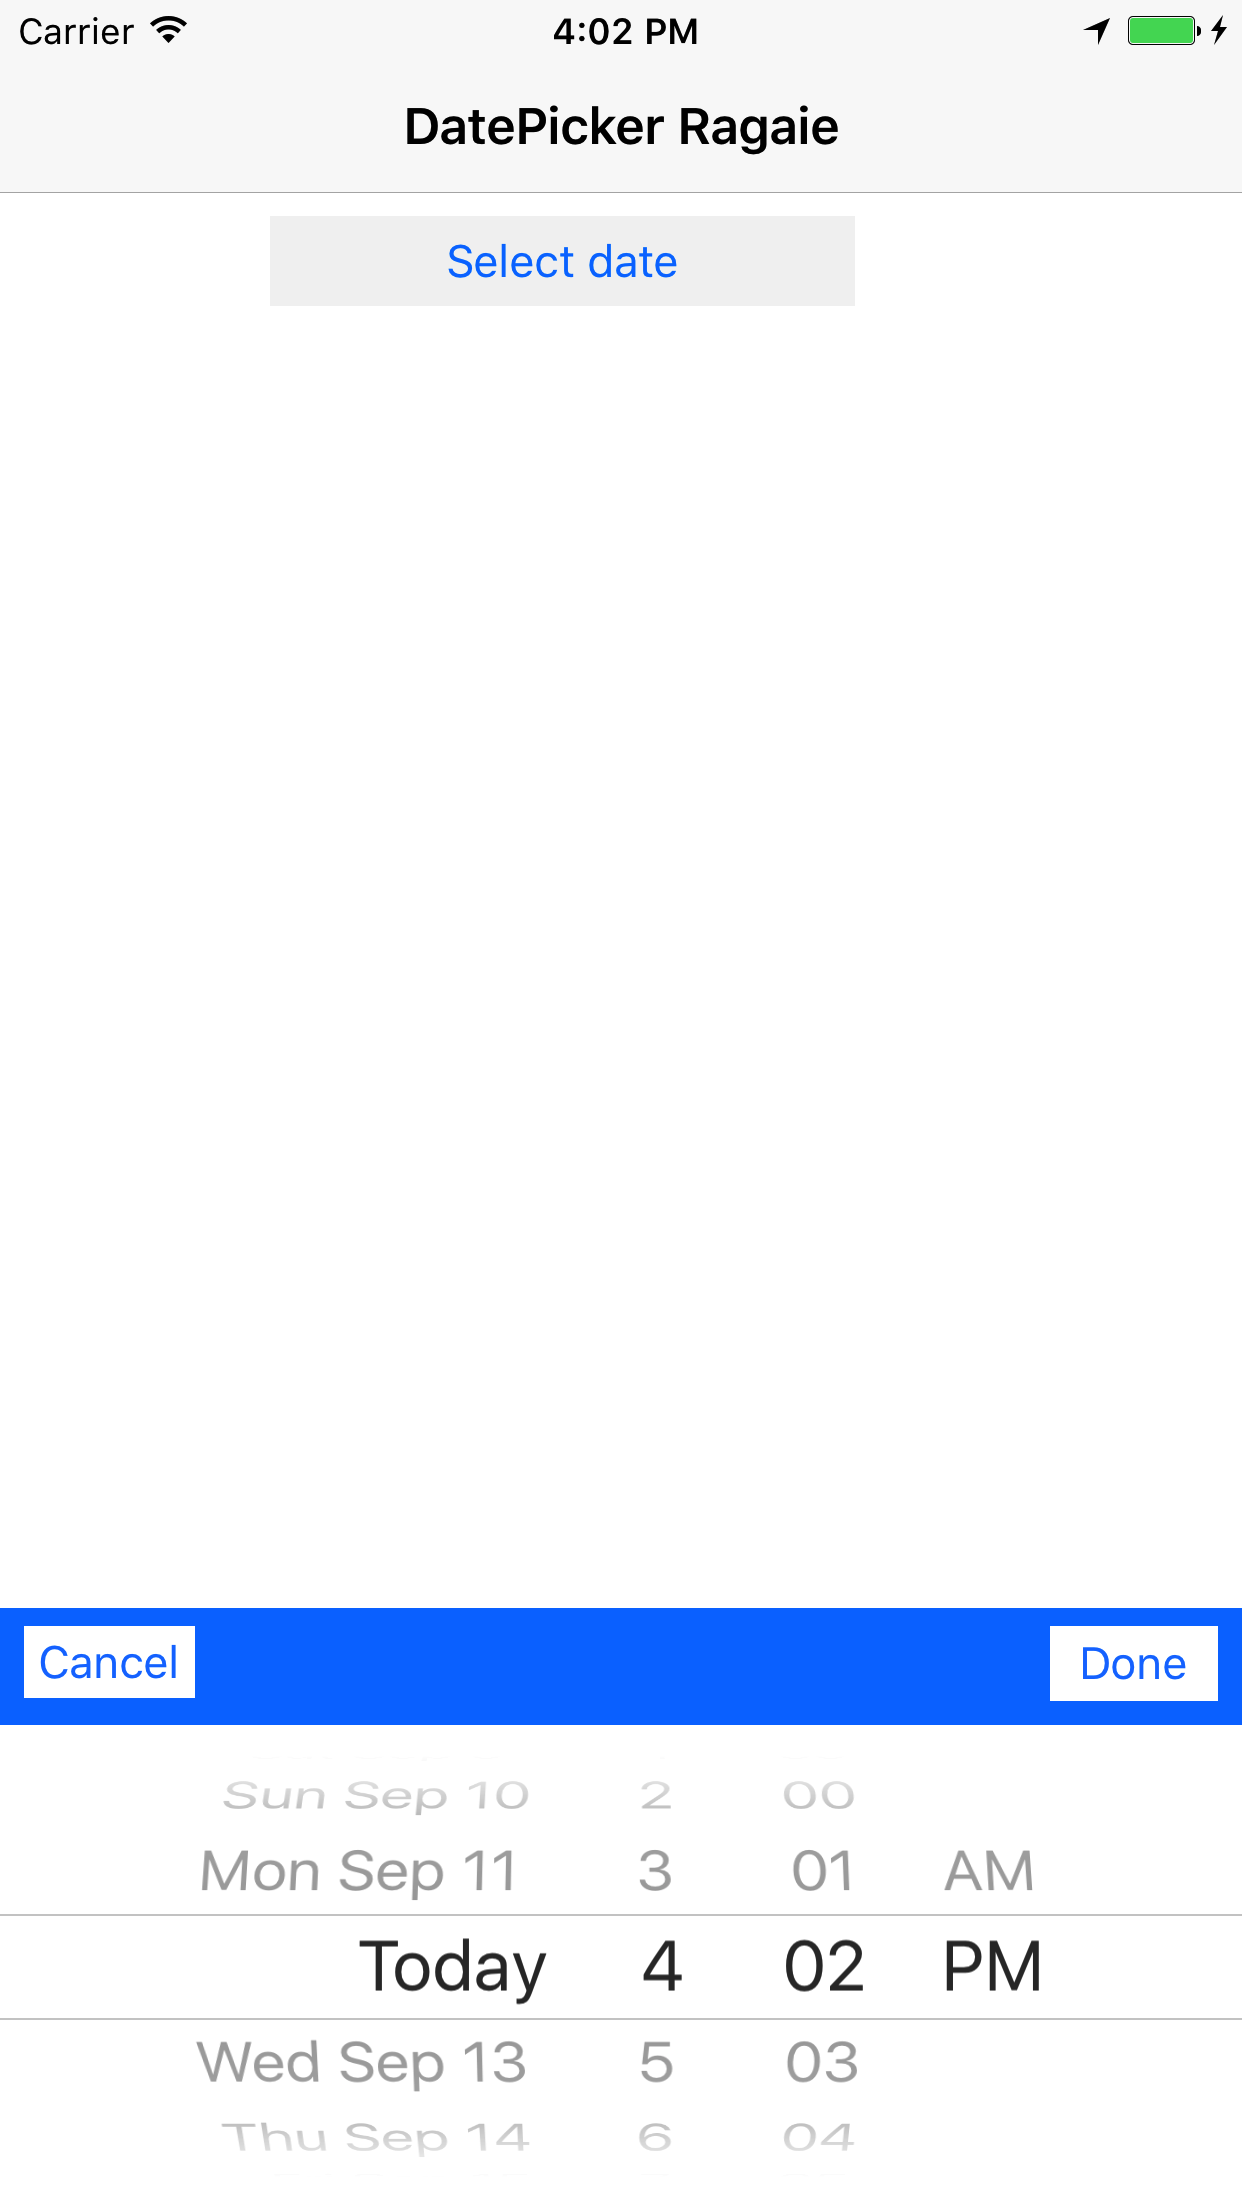 Carrier 4:02 PM
DatePicker Ragaie
Select date
Cancel Done
Sun Sep 10 2 00
Mon Sep 11 3 01 AM
Today 4 02 PM
Wed Sep 13 5 03
Thu Sep 14 6 04